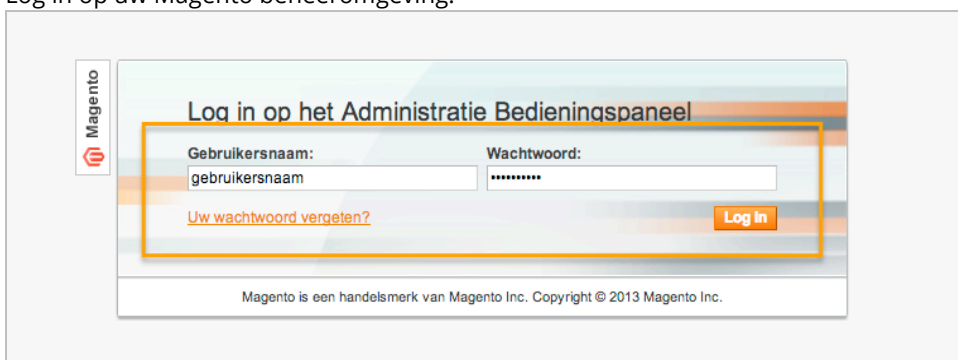 Log in op uw Magento beheeromgeving.
Magento
Log in op het Administratie Bedieningspaneel
Gebruikersnaam: Wachtwoord:
gebruikersnaam ••••••••••
Uw wachtwoord vergeten? Log in
Magento is een handelsmerk van Magento Inc. Copyright © 2013 Magento Inc.